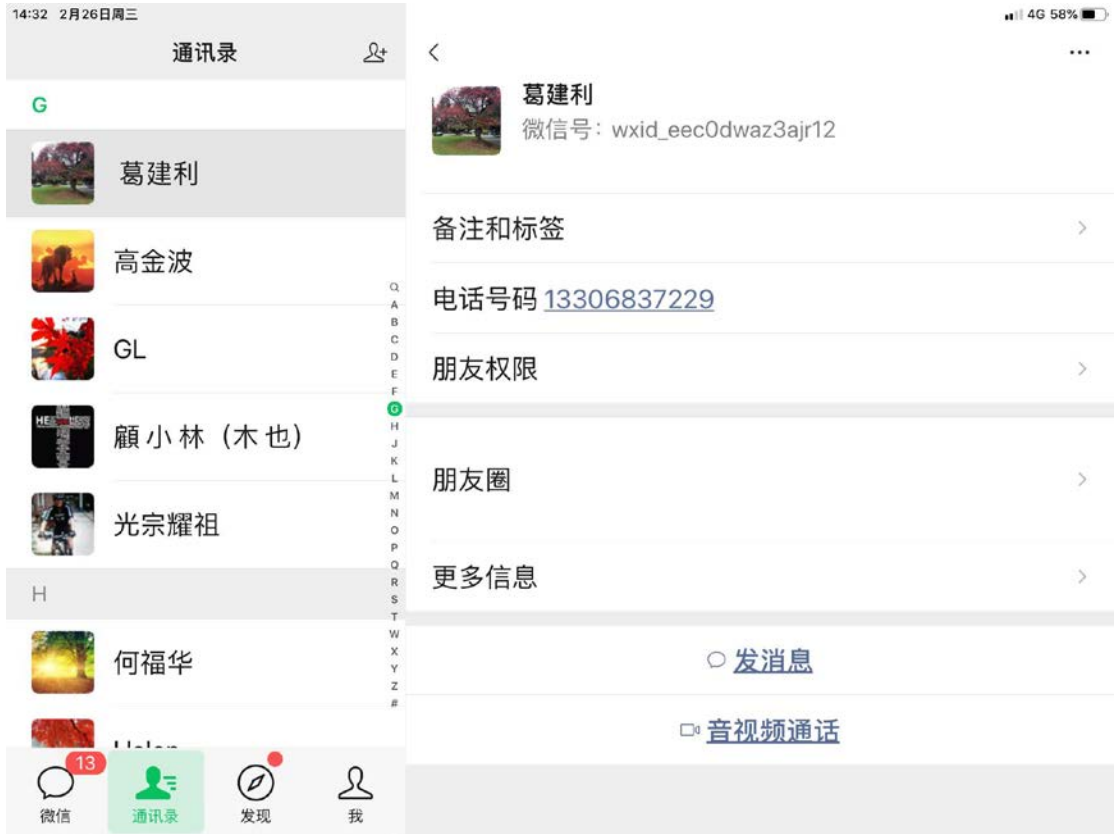 14:32 2月26日周三
4G 58%
通讯录
G
葛建利
高金波
GL
顧小林（木也）
光宗耀祖
H
何福华
Q
A
B
C
D
E
F
G
H
J
K
L
M
N
O
P
Q
R
S
T
W
X
Y
Z
#
13
微信
通讯录
发现
我
葛建利
微信号：wxid_eec0dwaz3ajr12
备注和标签
电话号码 13306837229
朋友权限
朋友圈
更多信息
发消息
音视频通话